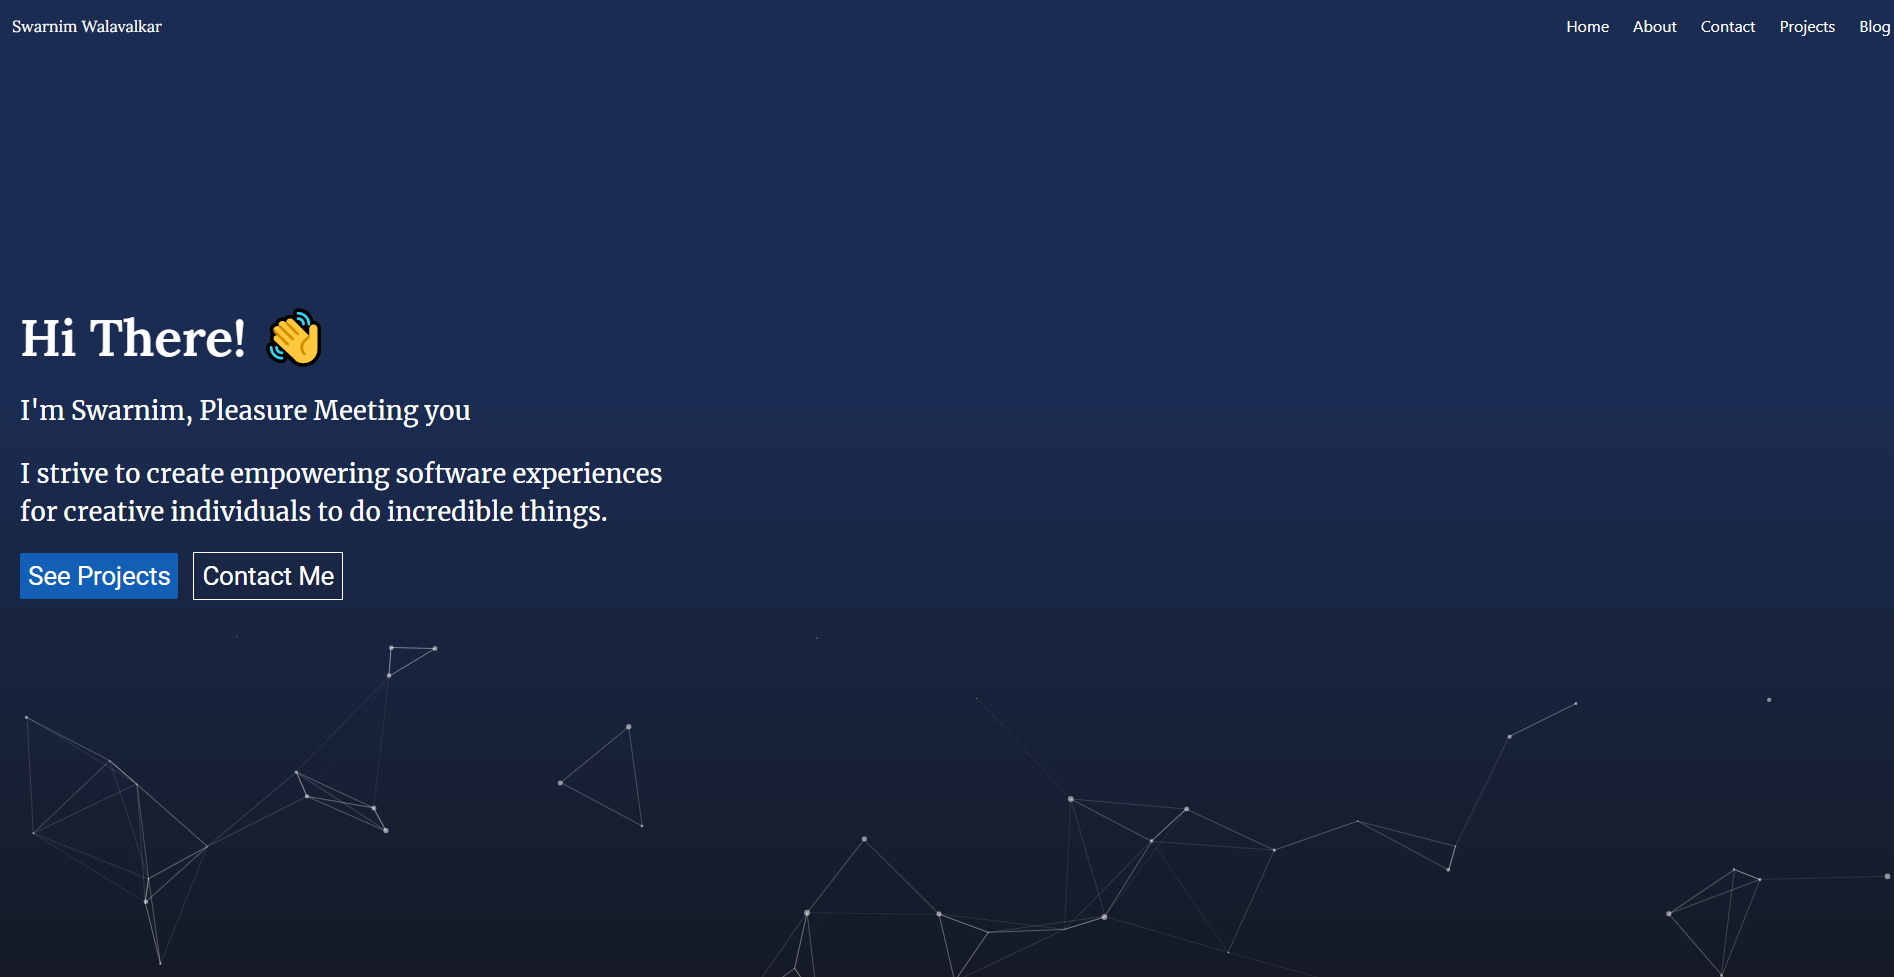 Swarnim Walavalkar
Home About Contact Projects Blog
Hi There!
I'm Swarnim, Pleasure Meeting you
I strive to create empowering software experiences
for creative individuals to do incredible things.
See Projects Contact Me